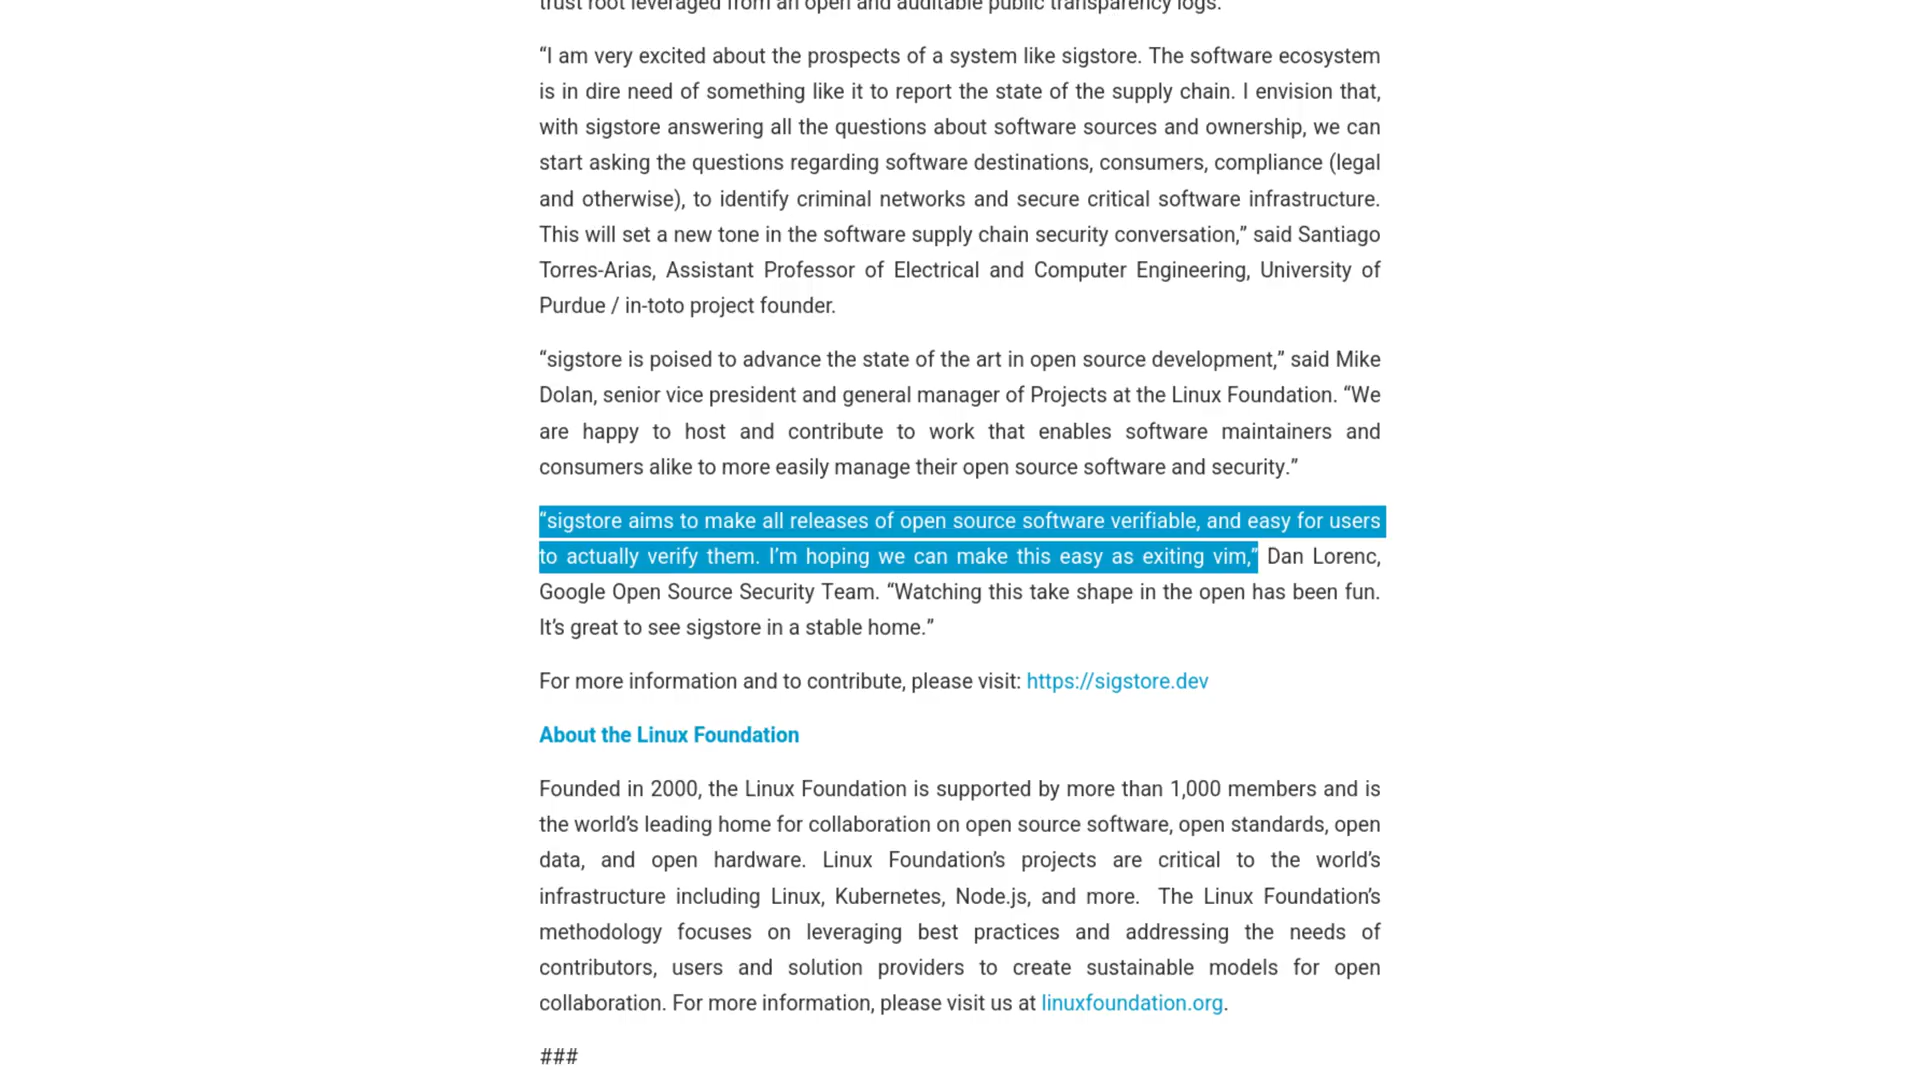 trust root leveraged from an open and auditable public transparency logs.
“I am very excited about the prospects of a system like sigstore. The software ecosystem
is in dire need of something like it to report the state of the supply chain. I envision that,
with sigstore answering all the questions about software sources and ownership, we can
start asking the questions regarding software destinations, consumers, compliance (legal
and otherwise), to identify criminal networks and secure critical software infrastructure.
This will set a new tone in the software supply chain security conversation,” said Santiago
Torres-Arias, Assistant Professor of Electrical and Computer Engineering, University of
Purdue / in-toto project founder.
“sigstore is poised to advance the state of the art in open source development,” said Mike
Dolan, senior vice president and general manager of Projects at the Linux Foundation. “We
are happy to host and contribute to work that enables software maintainers and
consumers alike to more easily manage their open source software and security.”
“sigstore aims to make all releases of open source software verifiable, and easy for users
to actually verify them. I’m hoping we can make this easy as exiting vim,” Dan Lorenc,
Google Open Source Security Team. “Watching this take shape in the open has been fun.
It’s great to see sigstore in a stable home.”
For more information and to contribute, please visit: https://sigstore.dev
About the Linux Foundation
Founded in 2000, the Linux Foundation is supported by more than 1,000 members and is
the world’s leading home for collaboration on open source software, open standards, open
data, and open hardware. Linux Foundation’s projects are critical to the world’s
infrastructure including Linux, Kubernetes, Node.js, and more.  The Linux Foundation’s
methodology focuses on leveraging best practices and addressing the needs of
contributors, users and solution providers to create sustainable models for open
collaboration. For more information, please visit us at linuxfoundation.org.
###